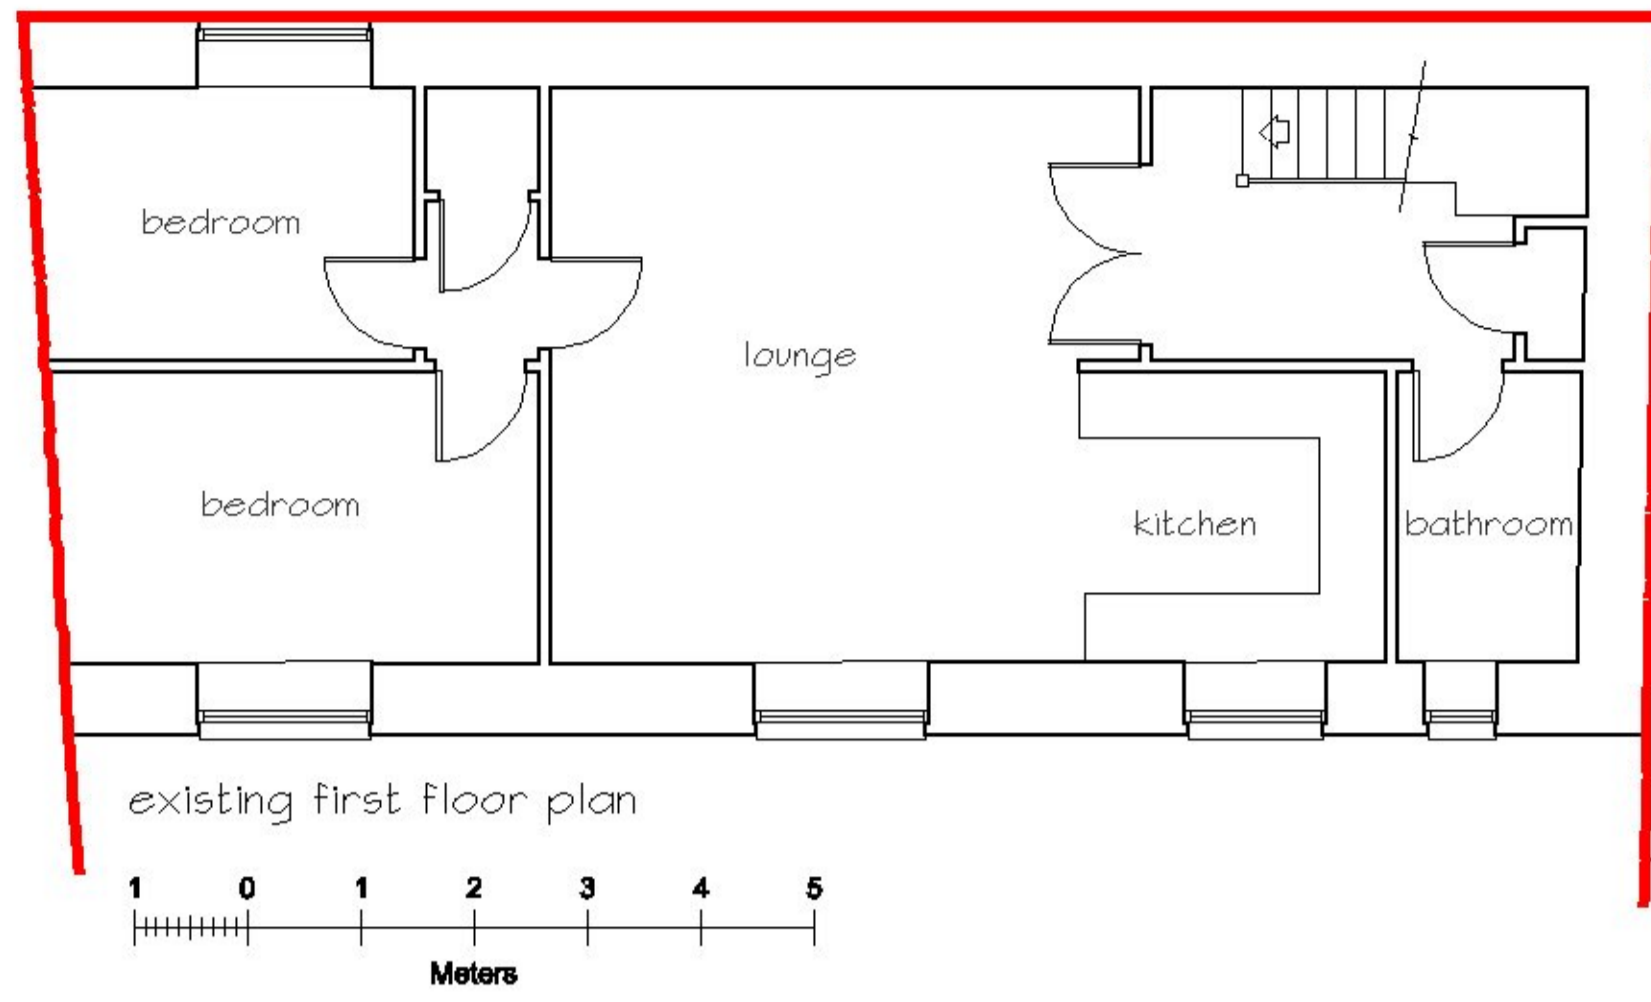 bedroom
lounge
bedroom
kitchen
bathroom
existing first floor plan
1 0 1 2 3 4 5
Meters